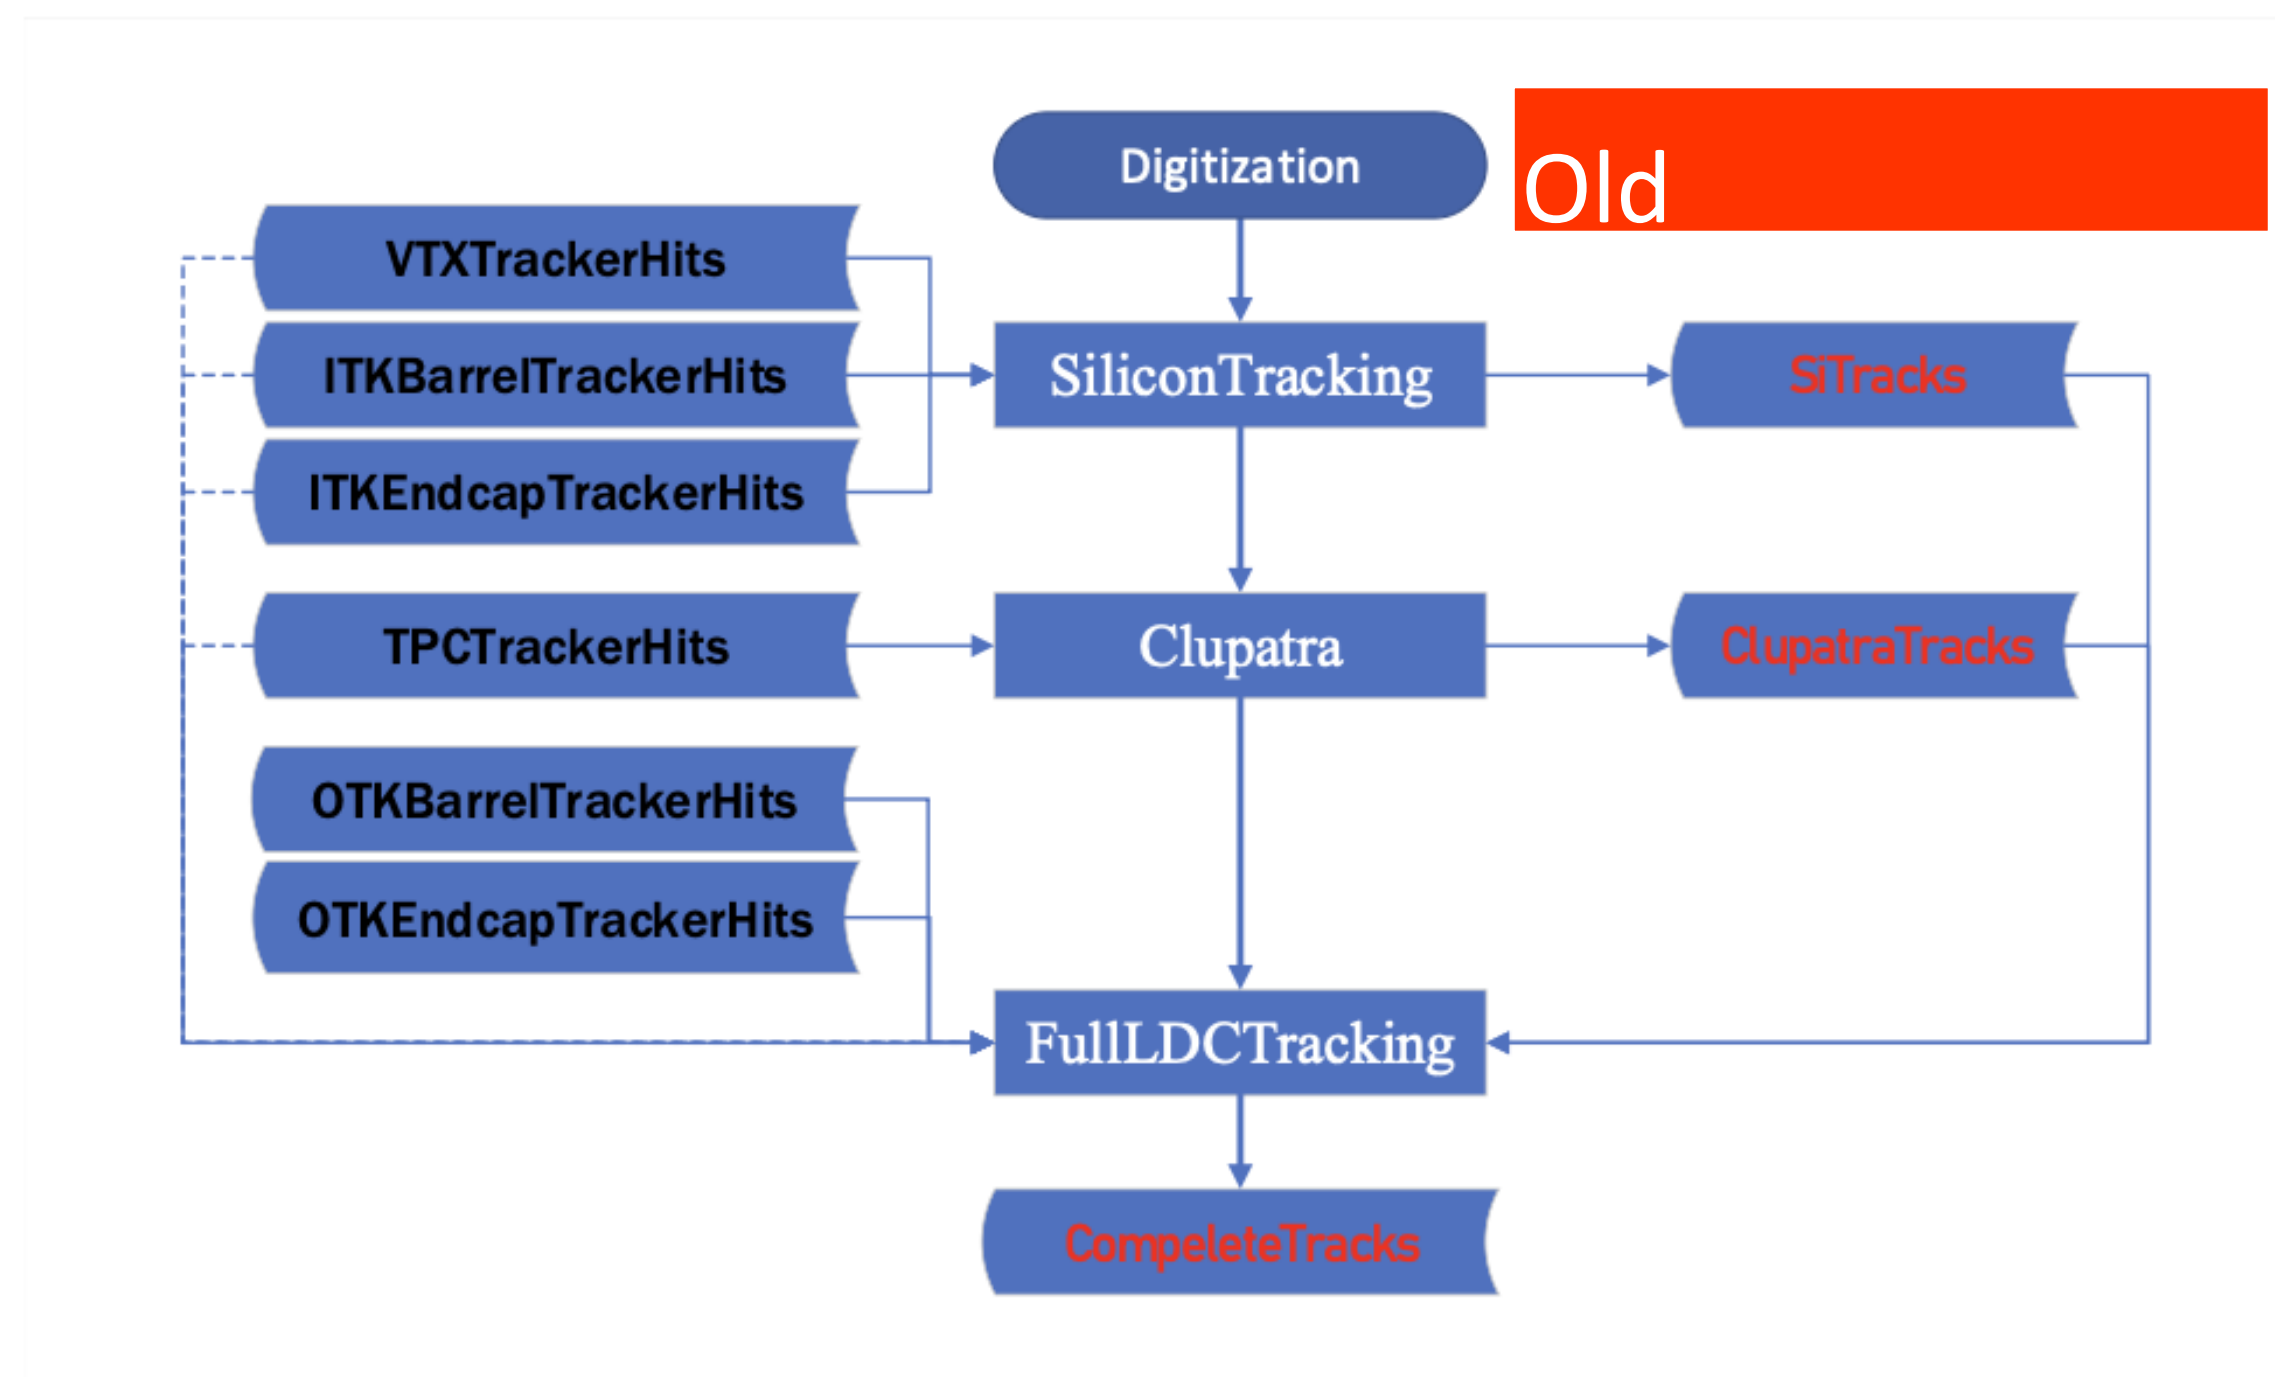 Digitization
Old
VTXTrackerHits
ITKBarrelTrackerHits
SiliconTracking
SiTracks
ITKEndcapTrackerHits
TPCTrackerHits
Clupatra
ClupatraTracks
OTKBarrelTrackerHits
OTKEndcapTrackerHits
FullLDCTracking
CompeleteTracks